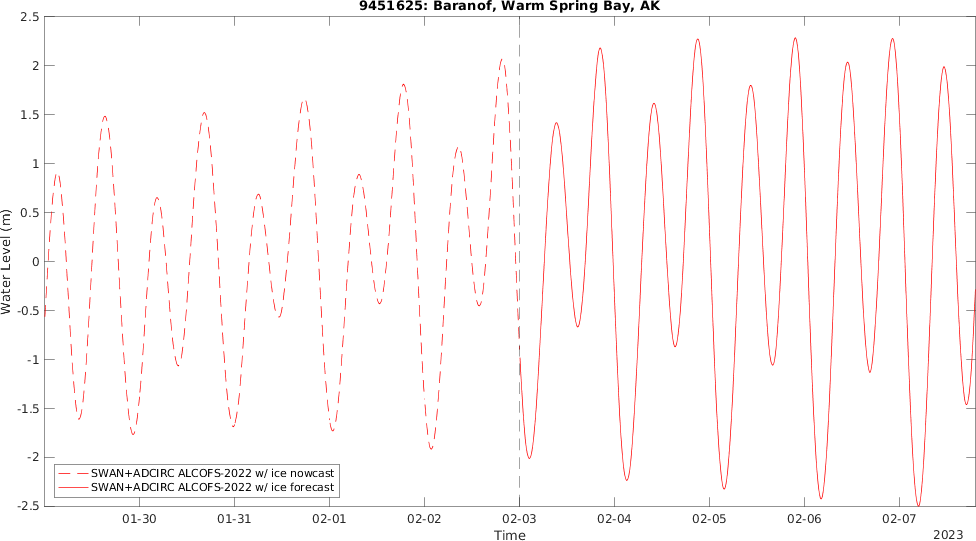 9451625: Baranof, Warm Spring Bay, AK
2.5
2
1.5
1
0.5
0
-0.5
-1
-1.5
-2
-2.5
Water Level (m)
SWAN+ADCIRC ALCOFS-2022 w/ ice nowcast
SWAN+ADCIRC ALCOFS-2022 w/ ice forecast
01-30 01-31 02-01 02-02 02-03 02-04 02-05 02-06 02-07
Time
2023